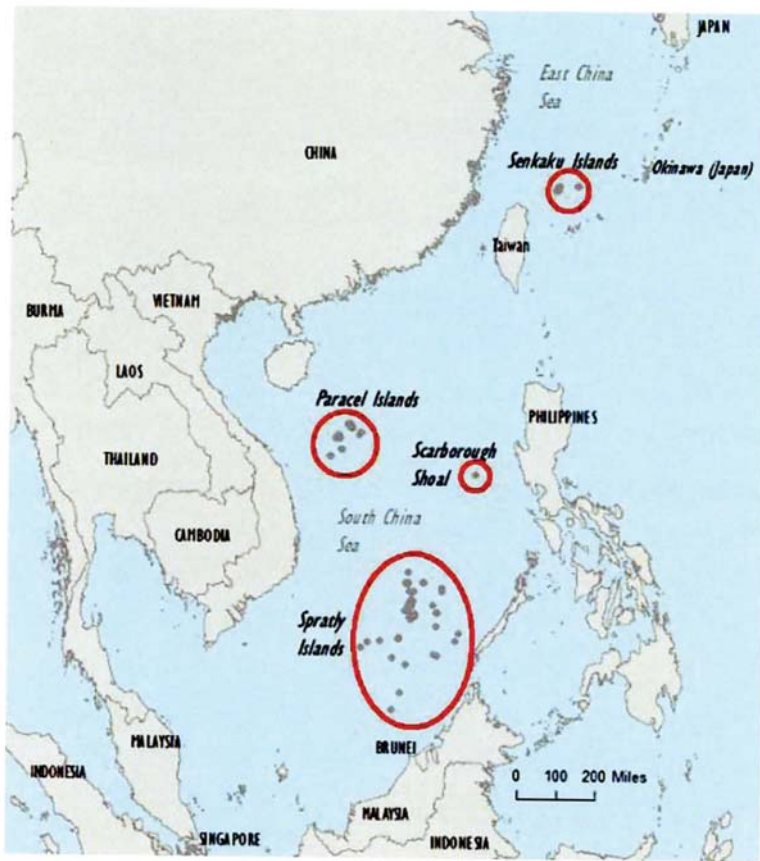 JAPAN
East China
Sea
CHINA
Senkaku Islands
Okinawa (Japan)
Taiwan
VIETNAM
BURMA
LAOS
Paracel Islands
PHILIPPINES
Scarborough
Shoal
THAILAND
South China
Sea
CAMBODIA
Spratly
Islands
MALAYSIA
BRUNEI
INDONESIA
0 100 200 Miles
MALAYSIA
SINGAPORE
INDONESIA